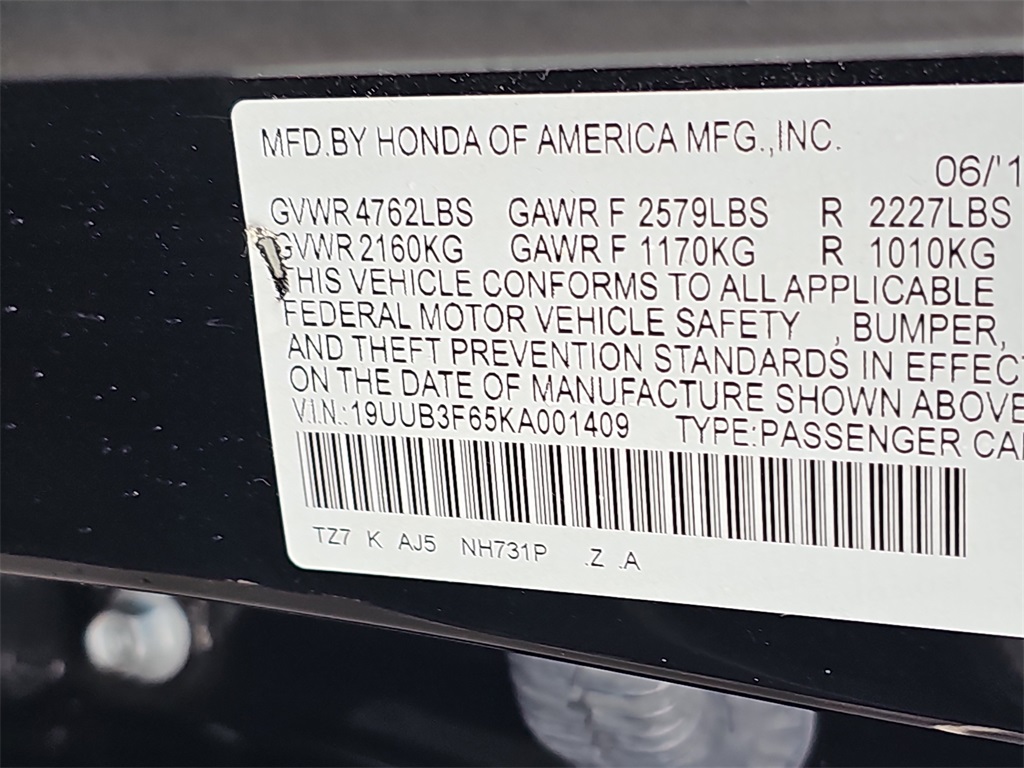 MFD.BY HONDA OF AMERICA MFG.,INC.
06/'1
GVWR 4762LBS GAWR F 2579LBS R 2227LBS
GVWR 2160KG GAWR F 1170KG R 1010KG
THIS VEHICLE CONFORMS TO ALL APPLICABLE
FEDERAL MOTOR VEHICLE SAFETY , BUMPER,
AND THEFT PREVENTION STANDARDS IN EFFECT
ON THE DATE OF MANUFACTURE SHOWN ABOVE
V.I.N.:19UUB3F65KA001409 TYPE:PASSENGER CA
TZ7 K AJ5 NH731P .Z .A